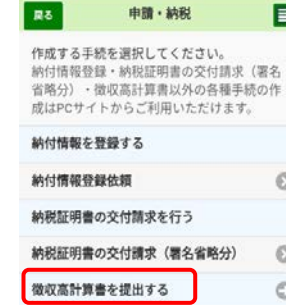 戻る 申請・納税
作成する手続を選択してください。
納付情報登録・納税証明書の交付請求（署名
省略分）・徴収高計算書以外の各種手続の作
成はPCサイトからご利用いただけます。
納付情報を登録する
納付情報登録依頼
納税証明書の交付請求を行う
納税証明書の交付請求（署名省略分）
徴収高計算書を提出する